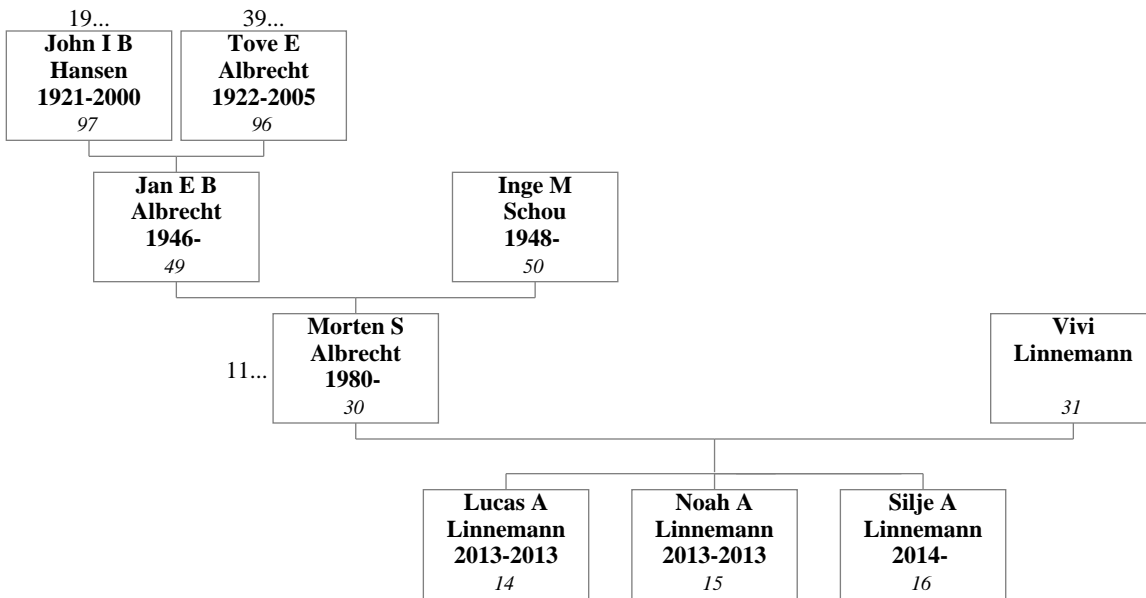 19...
39...
John I B
Hansen
1921-2000
97
Tove E
Albrecht
1922-2005
96
Jan E B
Albrecht
1946-
49
Inge M
Schou
1948-
50
11...
Morten S
Albrecht
1980-
30
Vivi
Linnemann
31
Lucas A
Linnemann
2013-2013
14
Noah A
Linnemann
2013-2013
15
Silje A
Linnemann
2014-
16